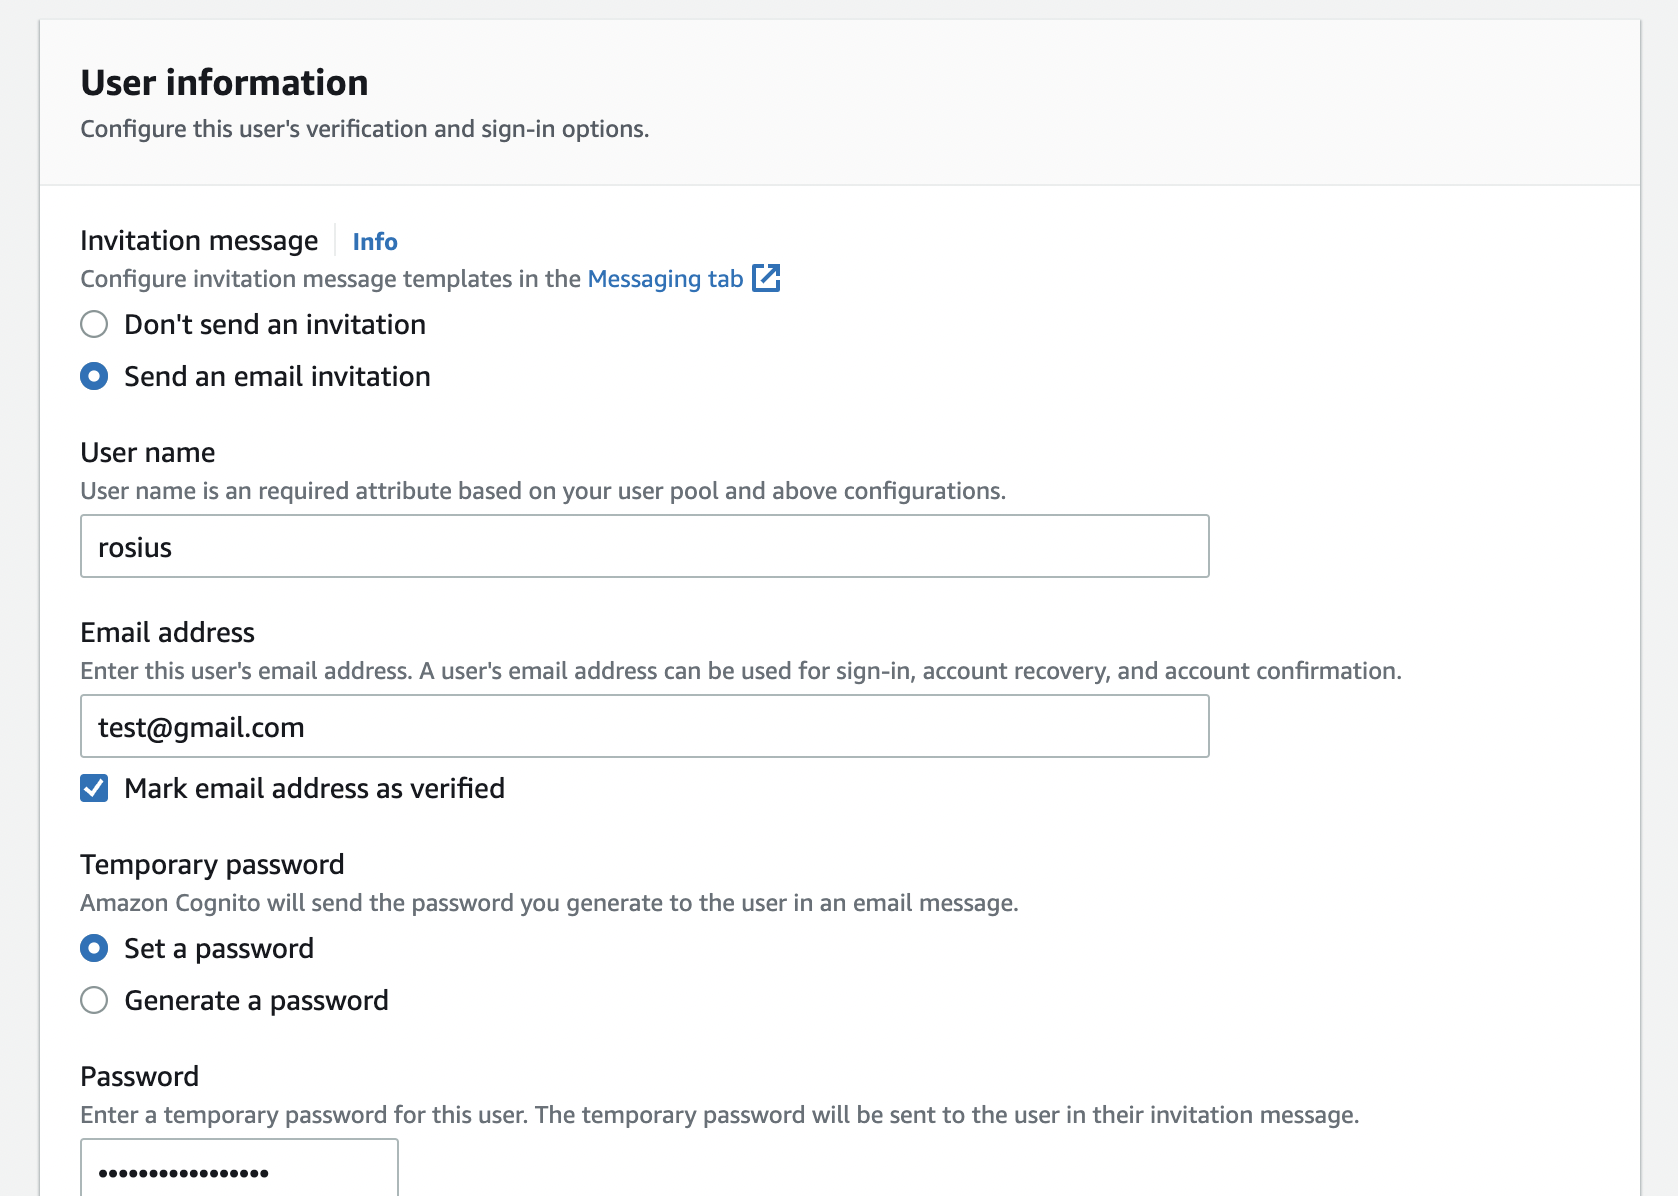 User information
Configure this user's verification and sign-in options.
Invitation message Info
Configure invitation message templates in the Messaging tab
Don't send an invitation
Send an email invitation
User name
User name is an required attribute based on your user pool and above configurations.
rosius
Email address
Enter this user's email address. A user's email address can be used for sign-in, account recovery, and account confirmation.
test@gmail.com
Mark email address as verified
Temporary password
Amazon Cognito will send the password you generate to the user in an email message.
Set a password
Generate a password
Password
Enter a temporary password for this user. The temporary password will be sent to the user in their invitation message.
•••••••••••••••••